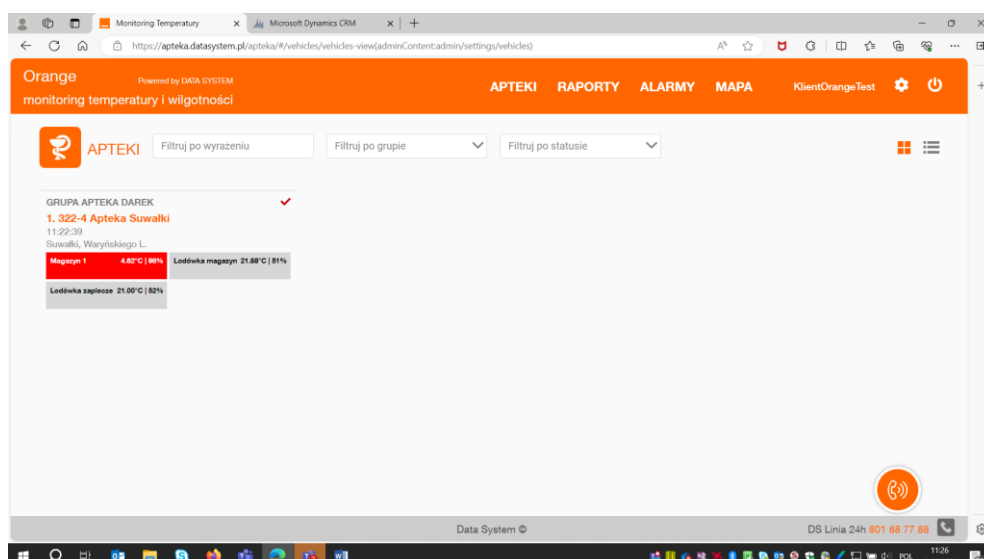 Monitoring Temperatury
Microsoft Dynamics CRM
https://apteka.datasystem.pl/apteka/#/vehicles/vehicles-view(adminContent:admin/settings/vehicles)
Orange
Powered by DATA SYSTEM
monitoring temperatury i wilgotności
APTEKI RAPORTY ALARMY MAPA KlientOrangeTest
APTEKI
Filtruj po wyrażeniu
Filtruj po grupie
Filtruj po statusie
GRUPA APTEKA DAREK
1. 322-4 Apteka Suwałki
11:22:39
Suwałki, Waryńskiego L.
Magazyn 1 4.82°C | 98% Lodówka magazyn 21.88°C | 51%
Lodówka zaplecze 21.00°C | 52%
Data System ©
DS Linia 24h 801 88 77 88
POL
11:26